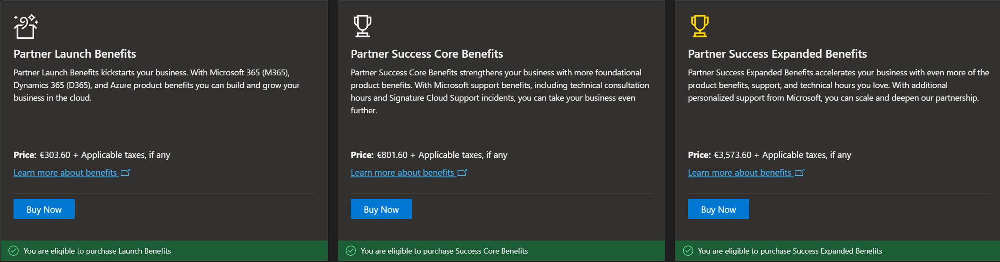 Partner Launch Benefits
Partner Launch Benefits kickstarts your business. With Microsoft 365 (M365),
Dynamics 365 (D365), and Azure product benefits you can build and grow your
business in the cloud.
Price: €303.60 + Applicable taxes, if any
Learn more about benefits
Buy Now
You are eligible to purchase Launch Benefits
Partner Success Core Benefits
Partner Success Core Benefits strengthens your business with more foundational
product benefits. With Microsoft support benefits, including technical consultation
hours and Signature Cloud Support incidents, you can take your business even
further.
Price: €801.60 + Applicable taxes, if any
Learn more about benefits
Buy Now
You are eligible to purchase Success Core Benefits
Partner Success Expanded Benefits
Partner Success Expanded Benefits accelerates your business with even more of the
product benefits, support, and technical hours you love. With additional
personalized support from Microsoft, you can scale and deepen our partnership.
Price: €3,573.60 + Applicable taxes, if any
Learn more about benefits
Buy Now
You are eligible to purchase Success Expanded Benefits